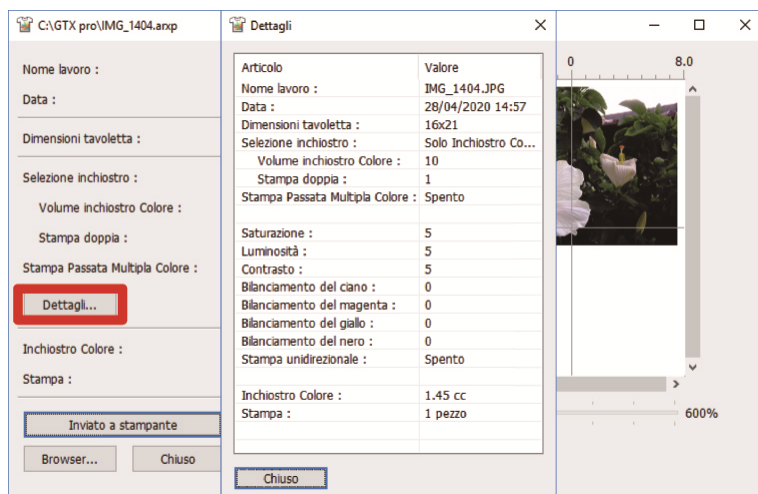 C:\GTX pro\IMG_1404.arxp
Nome lavoro :
Data :
Dimensioni tavoletta :
Selezione inchiostro :
Volume inchiostro Colore :
Stampa doppia :
Stampa Passata Multipla Colore :
Dettagli...
Inchiostro Colore :
Stampa :
Inviato a stampante
Browser... Chiuso
Dettagli
Articolo Valore
Nome lavoro : IMG_1404.JPG
Data : 28/04/2020 14:57
Dimensioni tavoletta : 16x21
Selezione inchiostro : Solo Inchiostro Co...
Volume inchiostro Colore : 10
Stampa doppia : 1
Stampa Passata Multipla Colore : Spento
Saturazione : 5
Luminosità : 5
Contrasto : 5
Bilanciamento del ciano : 0
Bilanciamento del magenta : 0
Bilanciamento del giallo : 0
Bilanciamento del nero : 0
Stampa unidirezionale : Spento
Inchiostro Colore : 1.45 cc
Stampa : 1 pezzo
Chiuso
0 8.0
600%